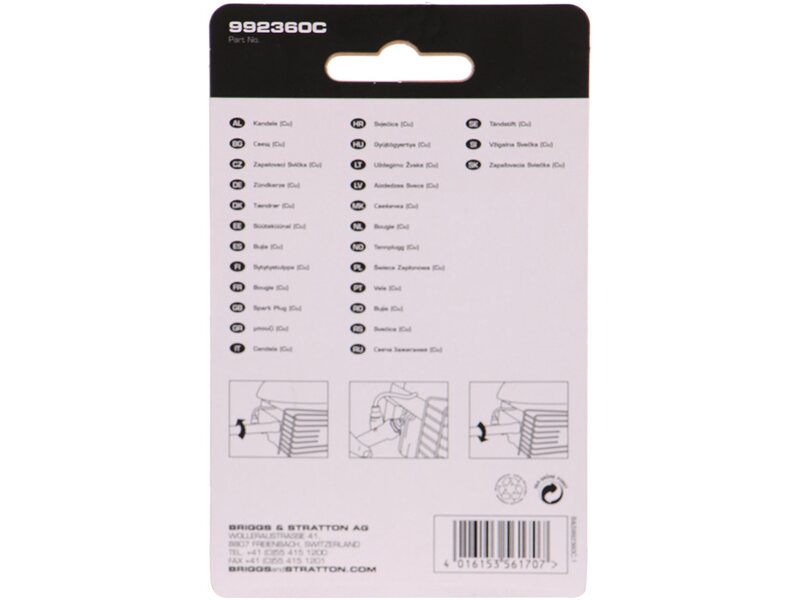 992360C
Part No.
AL Kandele (Cu)
BG Свещ (Cu)
CZ Zapalovací Svíčka (Cu)
DE Zündkerze (Cu)
DK Tændrør (Cu)
EE Süüteküünal (Cu)
ES Bujía (Cu)
FI Sytytystulppa (Cu)
FR Bougie (Cu)
GB Spark Plug (Cu)
GR (Cu)
IT Candela (Cu)
HR Svjećica (Cu)
HU Gyújtógyertya (Cu)
LT Uždegimo Žvakė (Cu)
LV Aizdedzes Svece (Cu)
MK (Cu)
NL Bougie (Cu)
NO Tennplugg (Cu)
PL Świeca Zapłonowa (Cu)
PT Vela (Cu)
RO Bujie (Cu)
RS Svećica (Cu)
RU Свеча Зажигания (Cu)
SE Tändstift (Cu)
SI Vžigalna Svečka (Cu)
SK Zapaľovacia Sviečka (Cu)
BRIGGS & STRATTON AG
WOLLERAUSTRASSE 41,
8807 FREIENBACH, SWITZERLAND
TEL. +41 (0)55 415 1200
FAX +41 (0)55 415 1201
BRIGGSandSTRATTON.COM
4 016153 561707 >